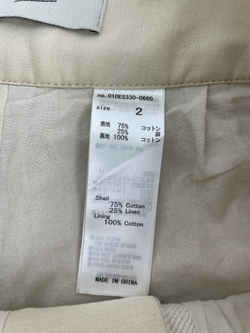 no.010ES330-0660
size 2
表地 75% コットン
25% 麻
裏地 100% コットン
Shell
75% Cotton
25% Linen
Lining
100% Cotton
MADE IN CHINA